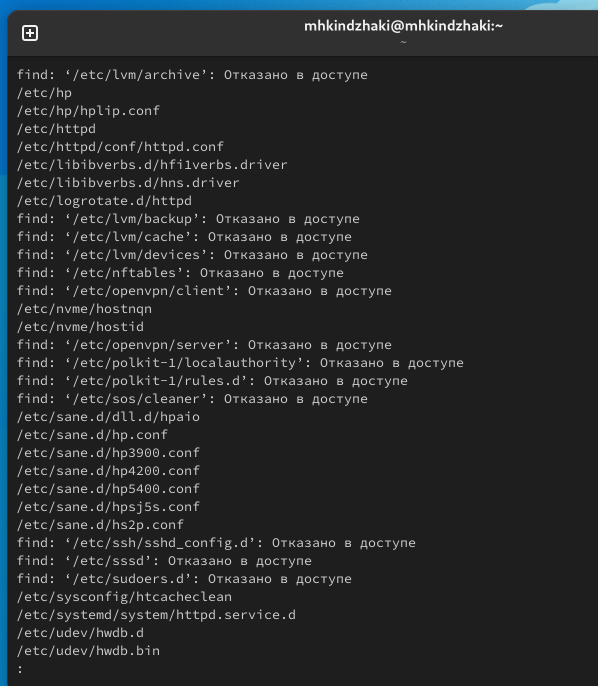 mhkindzhaki@mhkindzhaki:~
~
find: ‘/etc/lvm/archive’: Отказано в доступе
/etc/hp
/etc/hp/hplip.conf
/etc/httpd
/etc/httpd/conf/httpd.conf
/etc/libibverbs.d/hfi1verbs.driver
/etc/libibverbs.d/hns.driver
/etc/logrotate.d/httpd
find: ‘/etc/lvm/backup’: Отказано в доступе
find: ‘/etc/lvm/cache’: Отказано в доступе
find: ‘/etc/lvm/devices’: Отказано в доступе
find: ‘/etc/nftables’: Отказано в доступе
find: ‘/etc/openvpn/client’: Отказано в доступе
/etc/nvme/hostnqn
/etc/nvme/hostid
find: ‘/etc/openvpn/server’: Отказано в доступе
find: ‘/etc/polkit-1/localauthority’: Отказано в доступе
find: ‘/etc/polkit-1/rules.d’: Отказано в доступе
find: ‘/etc/sos/cleaner’: Отказано в доступе
/etc/sane.d/dll.d/hpaio
/etc/sane.d/hp.conf
/etc/sane.d/hp3900.conf
/etc/sane.d/hp4200.conf
/etc/sane.d/hp5400.conf
/etc/sane.d/hpsj5s.conf
/etc/sane.d/hs2p.conf
find: ‘/etc/ssh/sshd_config.d’: Отказано в доступе
find: ‘/etc/sssd’: Отказано в доступе
find: ‘/etc/sudoers.d’: Отказано в доступе
/etc/sysconfig/htcacheclean
/etc/systemd/system/httpd.service.d
/etc/udev/hwdb.d
/etc/udev/hwdb.bin
: